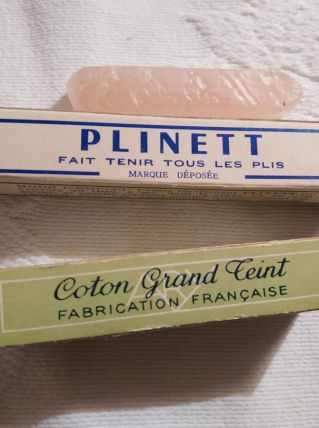 PLINETT
FAIT TENIR TOUS LES PLIS
MARQUE DÉPOSÉE
Coton Grand Teint
FABRICATION FRANÇAISE